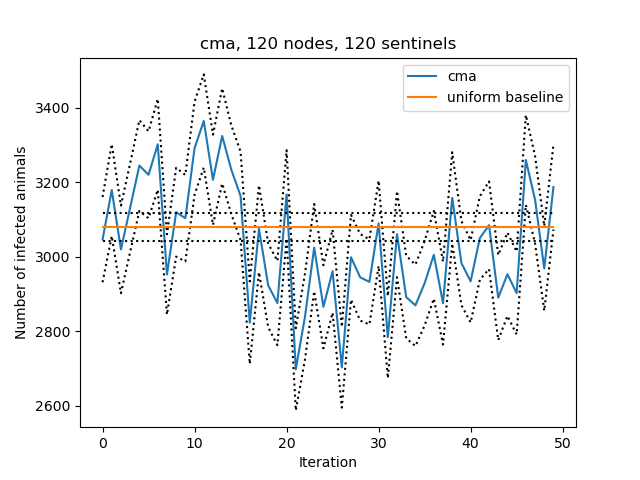 cma, 120 nodes, 120 sentinels
cma
uniform baseline
Number of infected animals
3400
3200
3000
2800
2600
0
10
20
30
40
50
Iteration